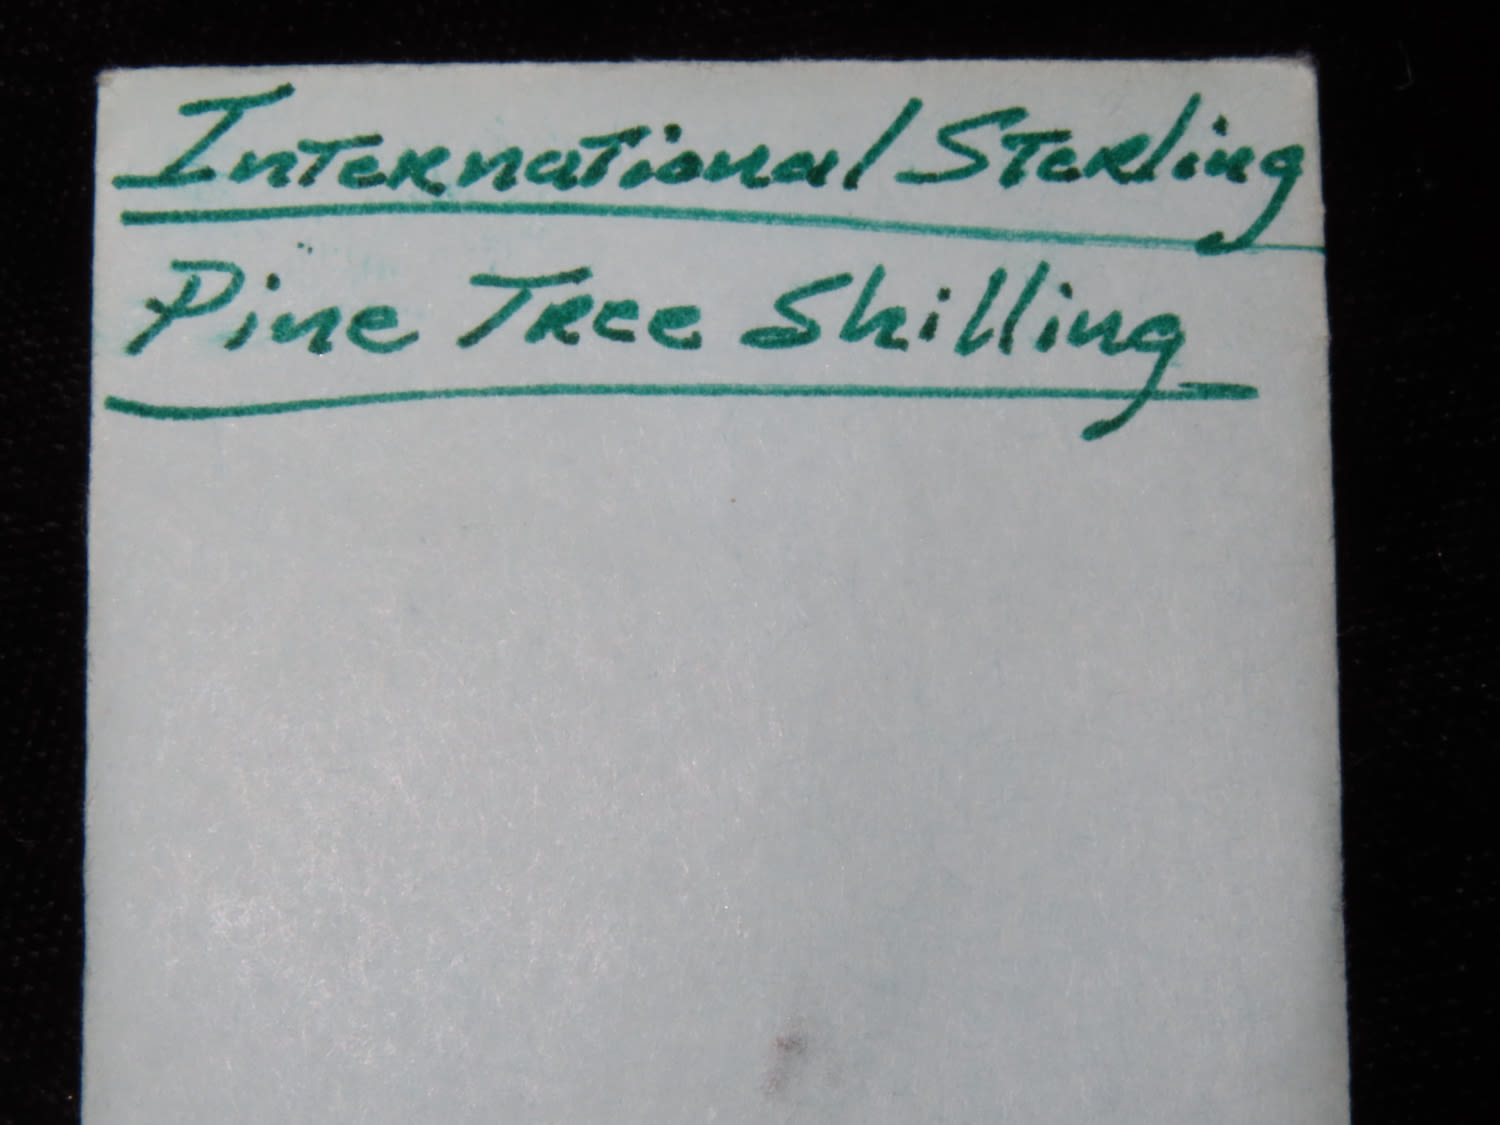 International Sterling
Pine Tree Shilling